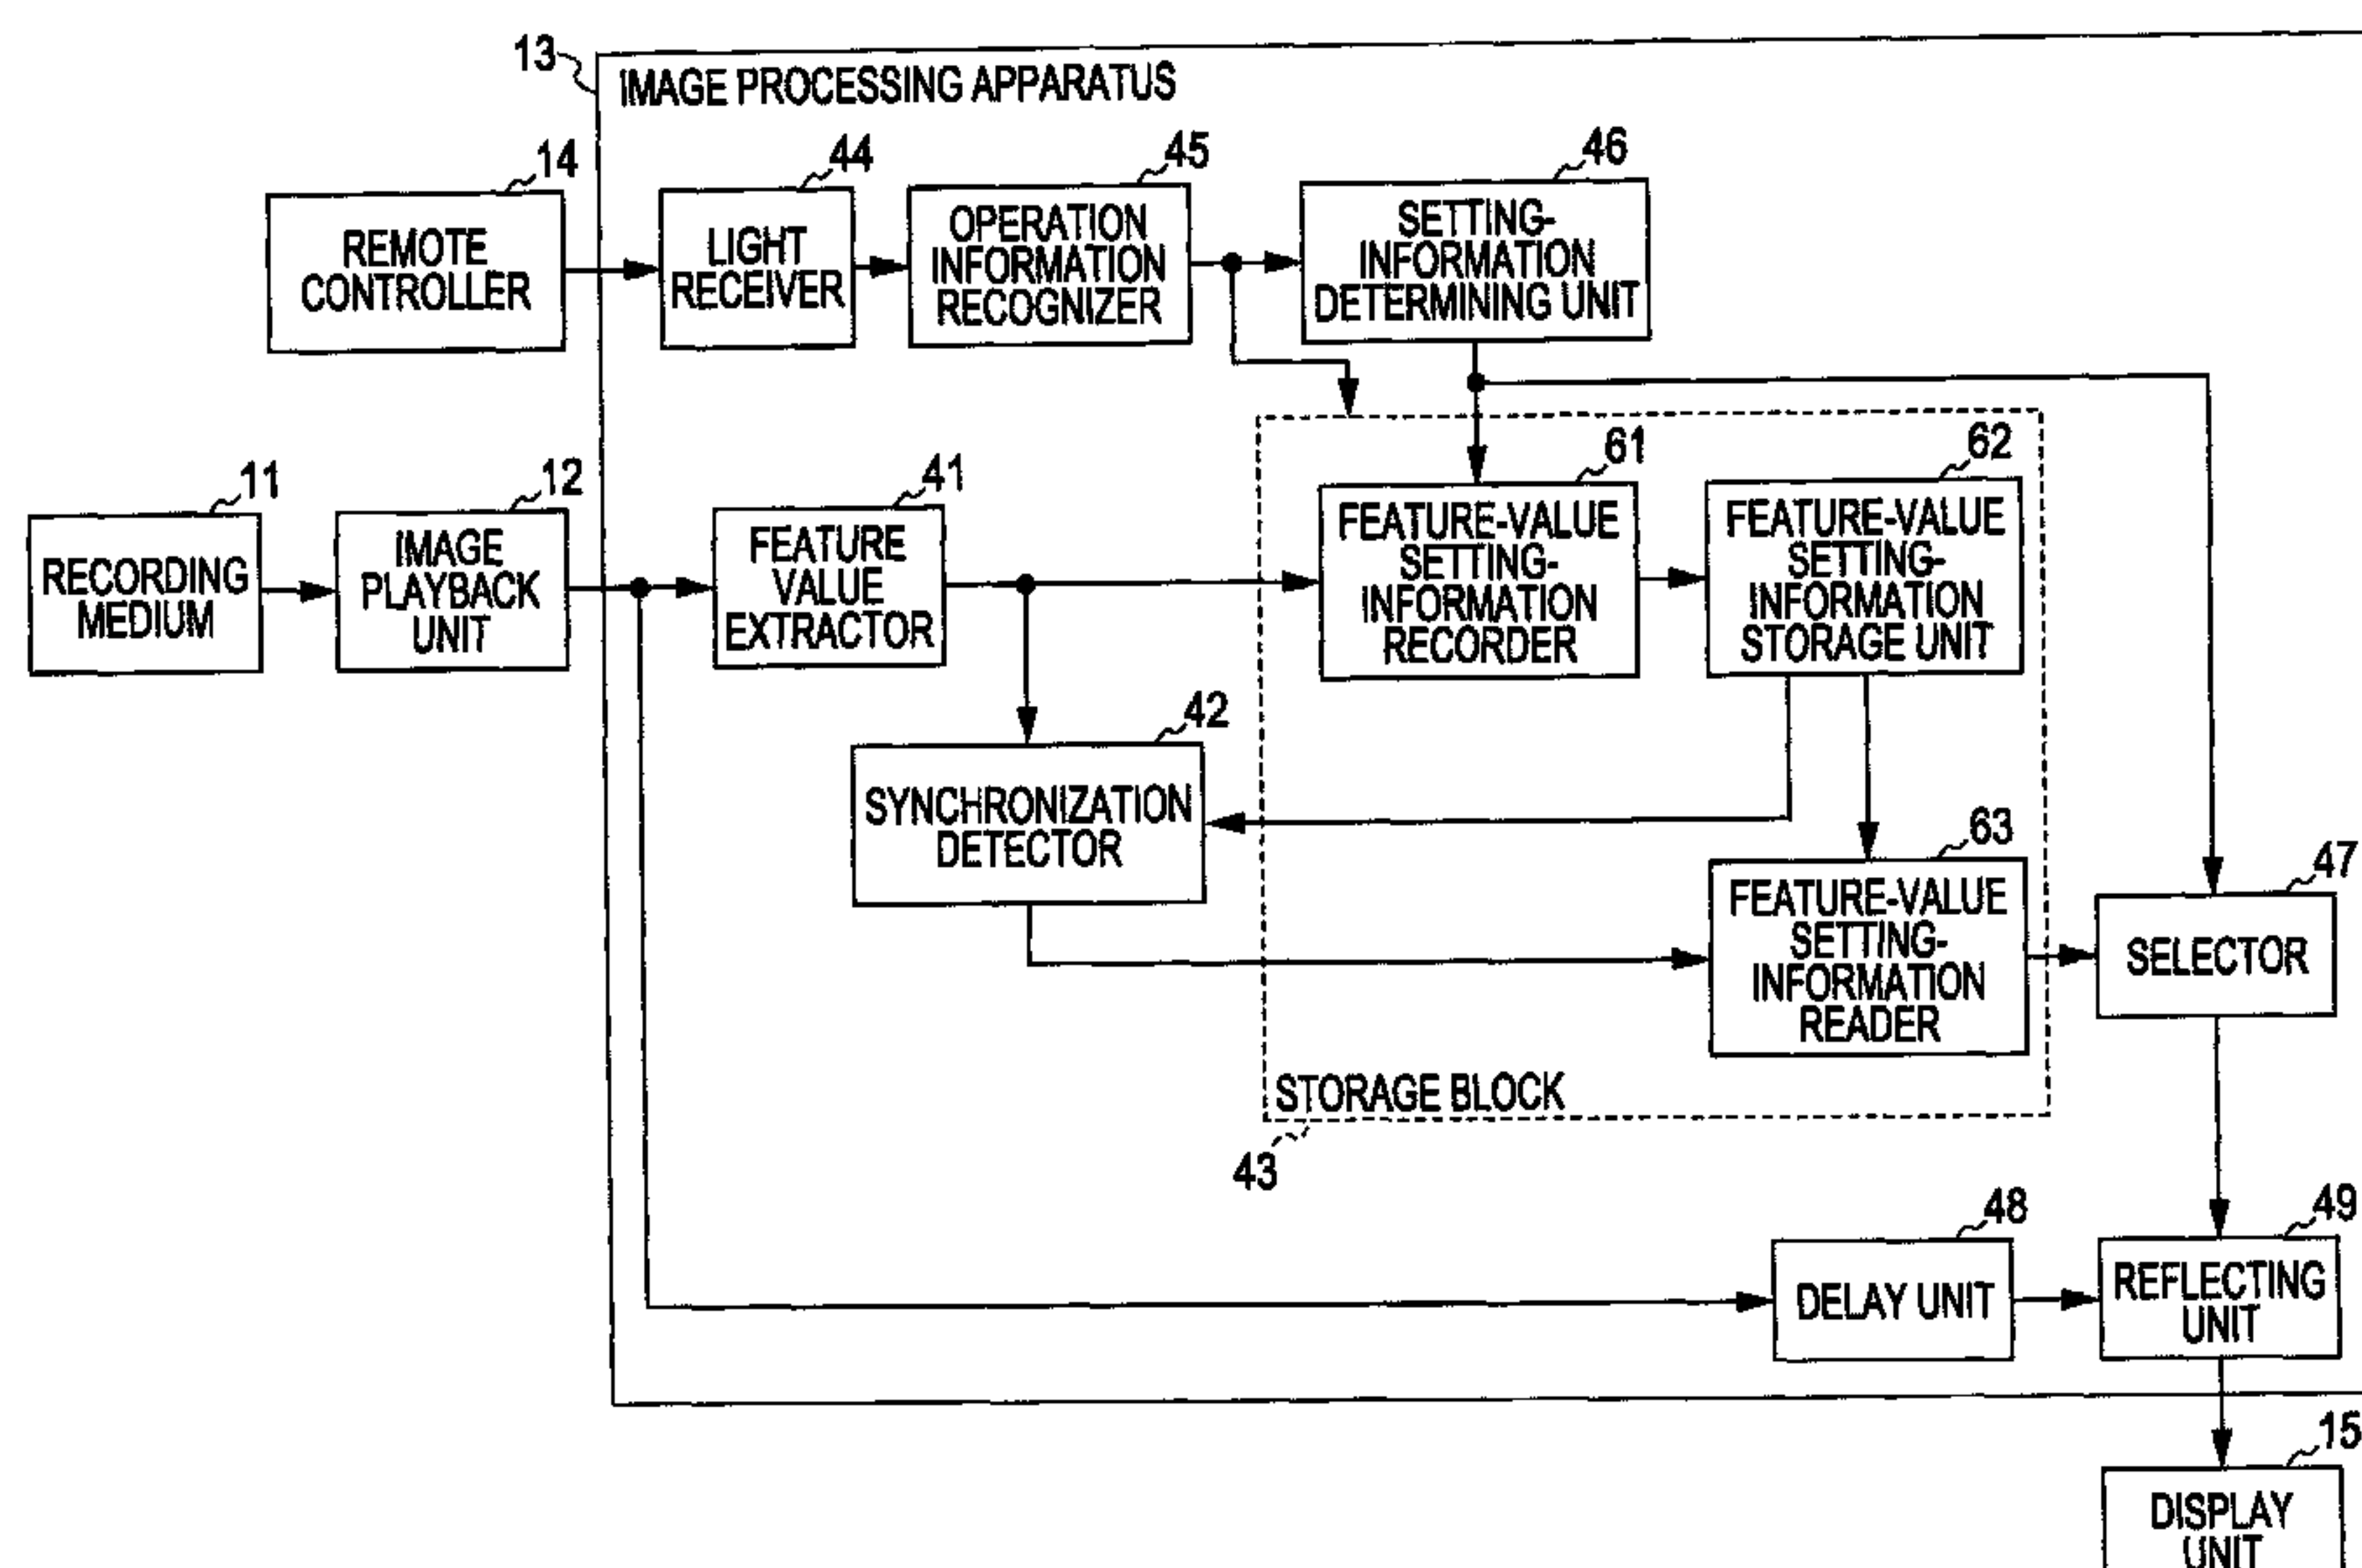 13
IMAGE PROCESSING APPARATUS
14
REMOTE
CONTROLLER
44
LIGHT
RECEIVER
45
OPERATION
INFORMATION
RECOGNIZER
46
SETTING-
INFORMATION
DETERMINING UNIT
11
RECORDING
MEDIUM
12
IMAGE
PLAYBACK
UNIT
41
FEATURE
VALUE
EXTRACTOR
61
FEATURE-VALUE
SETTING-
INFORMATION
RECORDER
62
FEATURE-VALUE
SETTING-
INFORMATION
STORAGE UNIT
42
SYNCHRONIZATION
DETECTOR
63
FEATURE-VALUE
SETTING-
INFORMATION
READER
47
SELECTOR
STORAGE BLOCK
43
48
DELAY UNIT
49
REFLECTING
UNIT
15
DISPLAY
UNIT